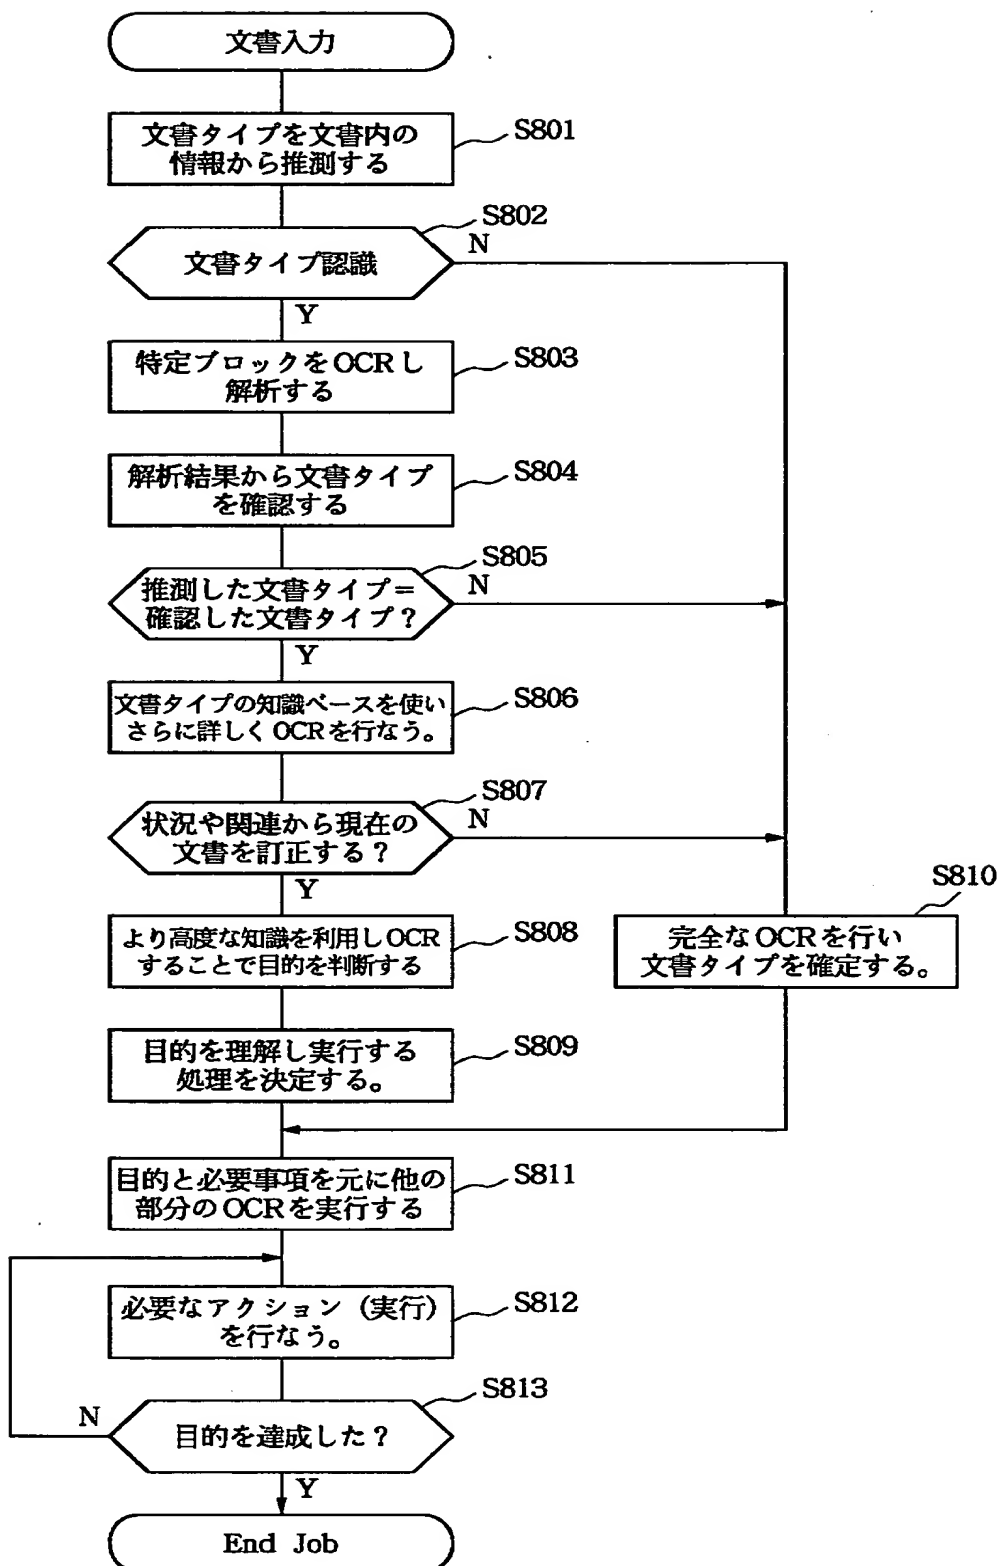 文書入力
文書タイプを文書内の
情報から推測する
S801
S802
文書タイプ認識
N
Y
特定ブロックをOCRし
解析する
S803
解析結果から文書タイプ
を確認する
S804
S805
推測した文書タイプ＝
確認した文書タイプ？
N
Y
文書タイプの知識ベースを使い
さらに詳しくOCRを行なう。
S806
S807
状況や関連から現在の
文書を訂正する？
N
Y
より高度な知識を利用しOCR
することで目的を判断する
S808
S810
完全なOCRを行い
文書タイプを確定する。
目的を理解し実行する
処理を決定する。
S809
目的と必要事項を元に他の
部分のOCRを実行する
S811
必要なアクション（実行）
を行なう。
S812
S813
目的を達成した？
N
Y
End Job